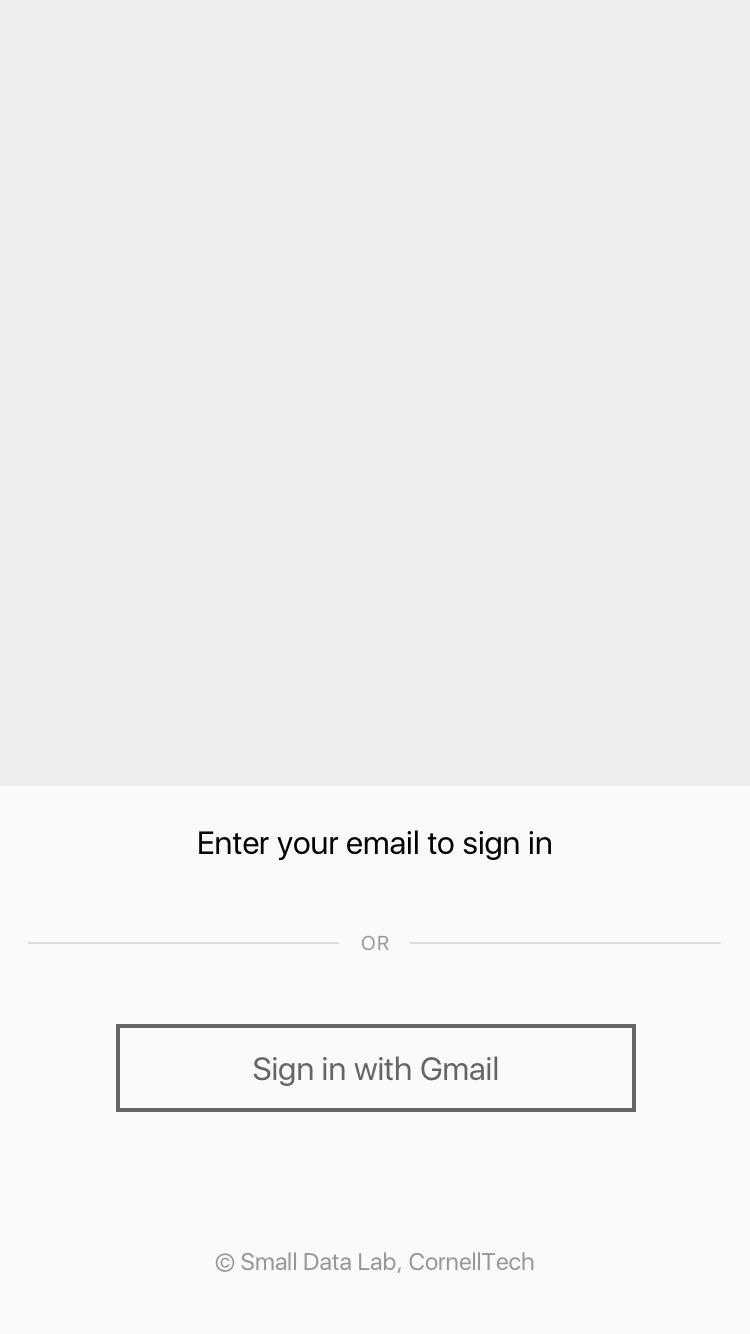 Enter your email to sign in
OR
Sign in with Gmail
© Small Data Lab, CornellTech